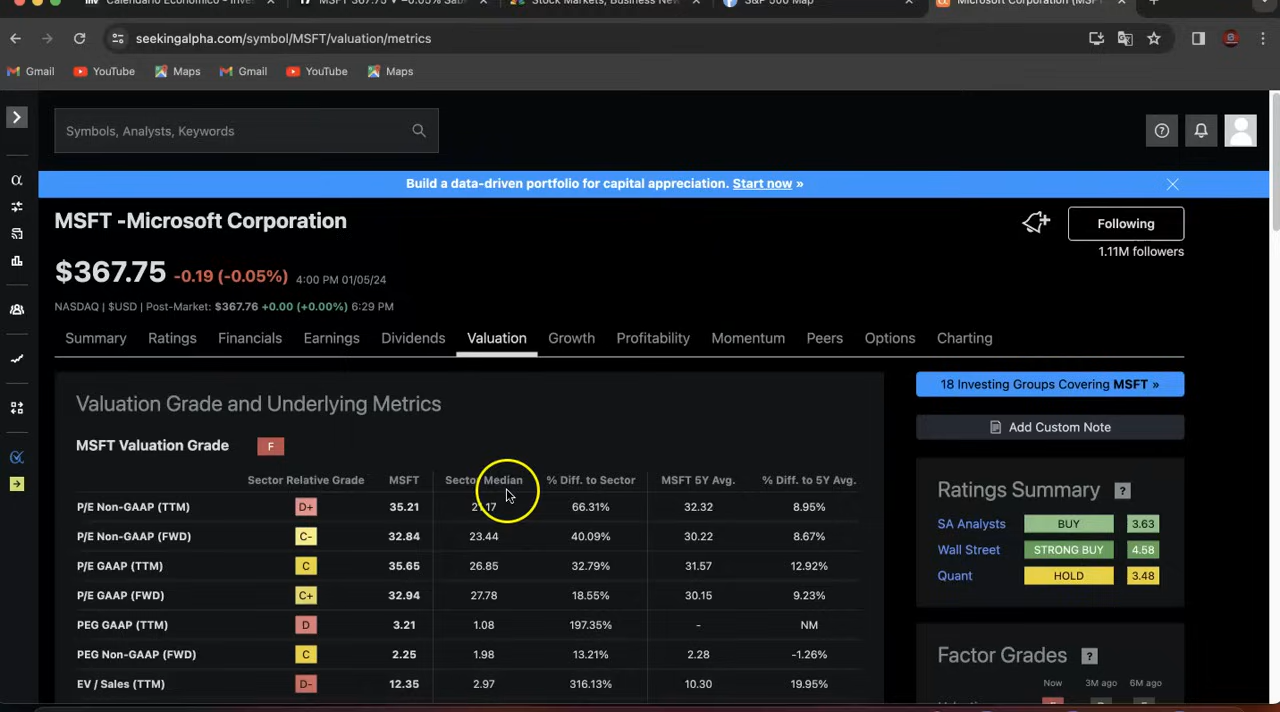 Calendario Económico - Inves
MSFT 367.75 ▼ −0.05% Sab
Stock Markets, Business New
S&P 500 Map
Microsoft Corporation (MSFT
seekingalpha.com/symbol/MSFT/valuation/metrics
Gmail YouTube Maps Gmail YouTube Maps
Symbols, Analysts, Keywords
Build a data-driven portfolio for capital appreciation. Start now »
MSFT -Microsoft Corporation
Following
1.11M followers
$367.75 -0.19 (-0.05%) 4:00 PM 01/05/24
NASDAQ | $USD | Post-Market: $367.76 +0.00 (+0.00%) 6:29 PM
Summary Ratings Financials Earnings Dividends Valuation Growth Profitability Momentum Peers Options Charting
Valuation Grade and Underlying Metrics
MSFT Valuation Grade F
Sector Relative Grade MSFT Sector Median % Diff. to Sector MSFT 5Y Avg. % Diff. to 5Y Avg.
P/E Non-GAAP (TTM) D+ 35.21 21.17 66.31% 32.32 8.95%
P/E Non-GAAP (FWD) C- 32.84 23.44 40.09% 30.22 8.67%
P/E GAAP (TTM) C 35.65 26.85 32.79% 31.57 12.92%
P/E GAAP (FWD) C+ 32.94 27.78 18.55% 30.15 9.23%
PEG GAAP (TTM) D 3.21 1.08 197.35% - NM
PEG Non-GAAP (FWD) C 2.25 1.98 13.21% 2.28 -1.26%
EV / Sales (TTM) D- 12.35 2.97 316.13% 10.30 19.95%
18 Investing Groups Covering MSFT »
Add Custom Note
Ratings Summary ?
SA Analysts BUY 3.63
Wall Street STRONG BUY 4.58
Quant HOLD 3.48
Factor Grades ?
Now 3M ago 6M ago